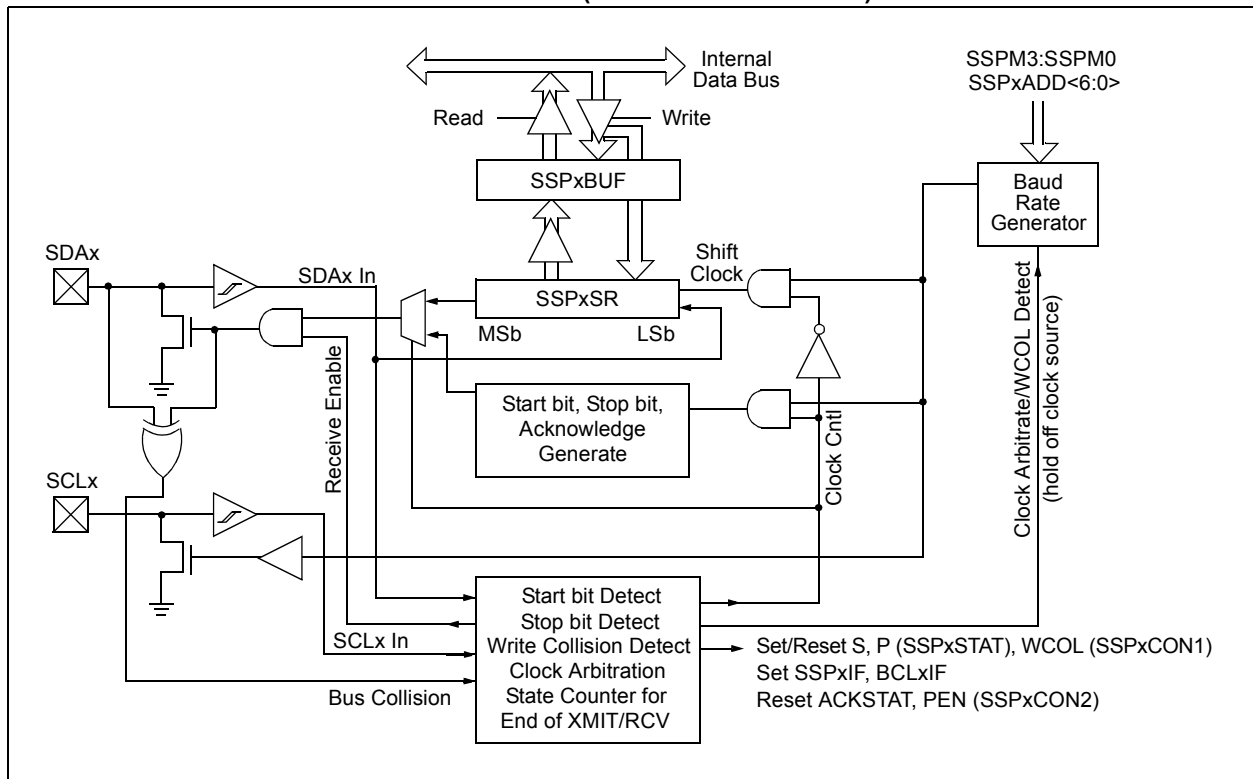 Internal
Data Bus
SSPM3:SSPM0
SSPxADD<6:0>
Read
Write
SSPxBUF
Baud
Rate
Generator
SDAx
SDAx In
Shift
Clock
SSPxSR
MSb
LSb
Receive Enable
Start bit, Stop bit,
Acknowledge
Generate
Clock Cntl
Clock Arbitrate/WCOL Detect
(hold off clock source)
SCLx
SCLx In
Bus Collision
Start bit Detect
Stop bit Detect
Write Collision Detect
Clock Arbitration
State Counter for
End of XMIT/RCV
Set/Reset S, P (SSPxSTAT), WCOL (SSPxCON1)
Set SSPxIF, BCLxIF
Reset ACKSTAT, PEN (SSPxCON2)